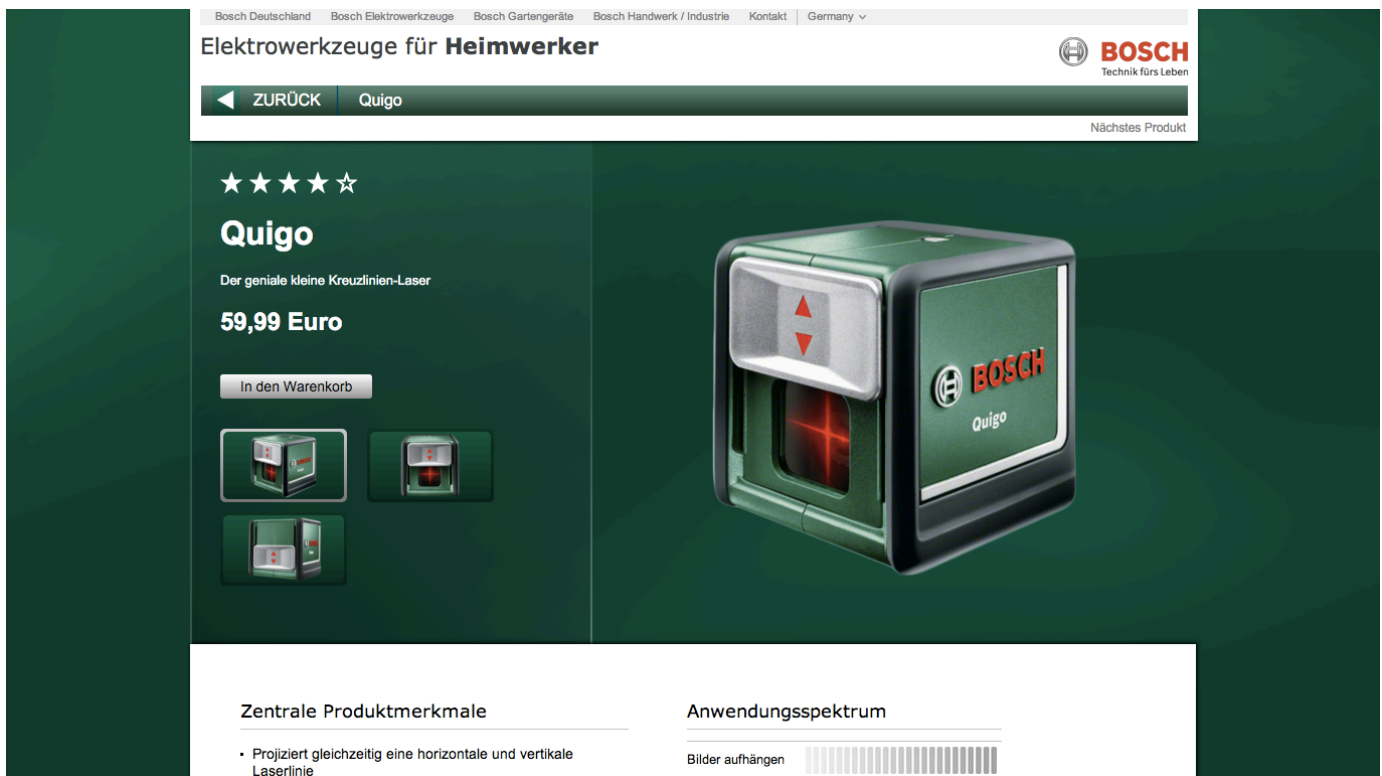 Bosch Deutschland Bosch Elektrowerkzeuge Bosch Gartengeräte Bosch Handwerk / Industrie Kontakt Germany
Elektrowerkzeuge für Heimwerker
BOSCH
Technik fürs Leben
ZURÜCK Quigo
Nächstes Produkt
Quigo
Der geniale kleine Kreuzlinien-Laser
59,99 Euro
In den Warenkorb
BOSCH
Quigo
Zentrale Produktmerkmale
Projiziert gleichzeitig eine horizontale und vertikale
Laserlinie
Anwendungsspektrum
Bilder aufhängen